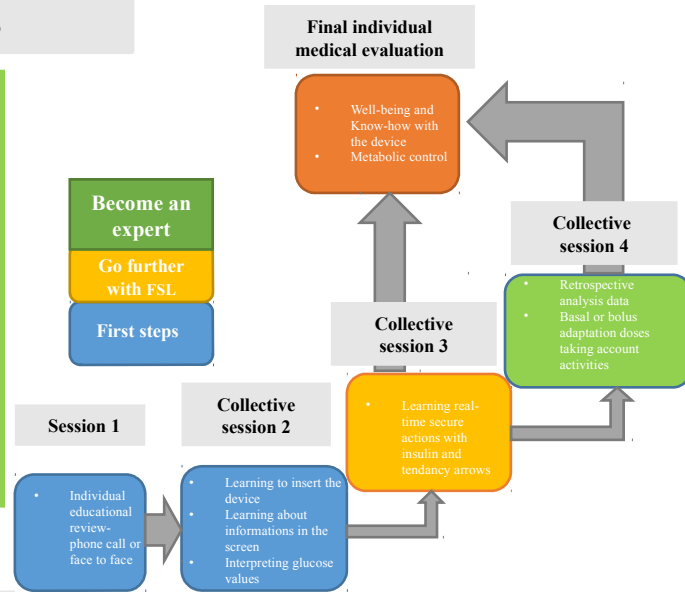 Final individual
medical evaluation
• Well-being and
Know-how with
the device
• Metabolic control
Become an
expert
Go further
with FSL
First steps
Collective
session 4
• Retrospective
analysis data
• Basal or bolus
adaptation doses
taking account
activities
Collective
session 3
• Learning real-
time secure
actions with
insulin and
tendancy arrows
Collective
session 2
• Learning to insert the
device
• Learning about
informations in the
screen
• Interpreting glucose
values
Session 1
• Individual
educational
review-
phone call or
face to face